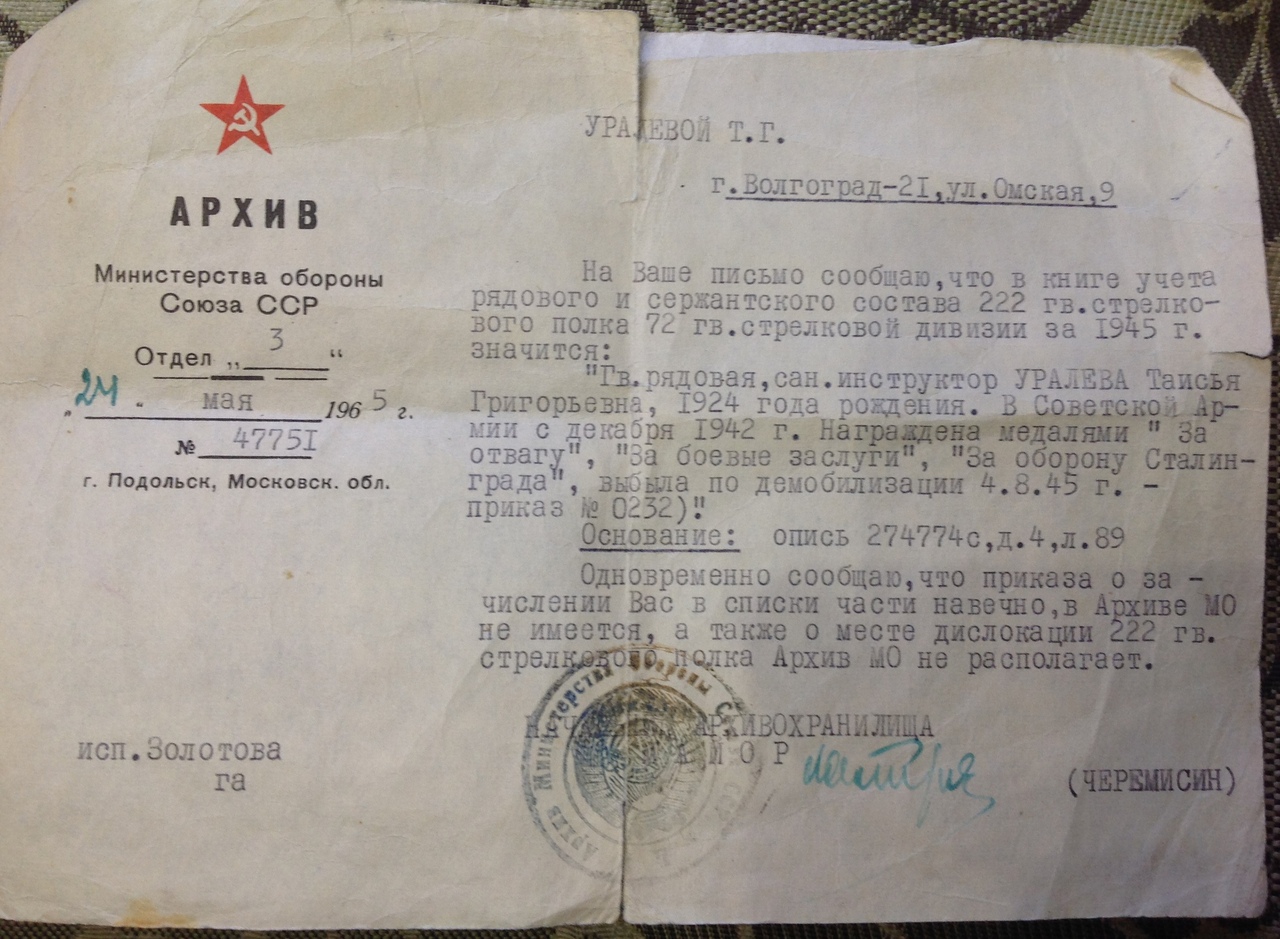 АРХИВ
Министерства обороны
Союза ССР
Отдел „ 3 “
„ 24 " мая 1965 г.
№ 47751
г. Подольск, Московск. обл.
УРАЛЕВОЙ Т.Г.
г.Волгоград-21,ул.Омская,9
На Ваше письмо сообщаю,что в книге учета
рядового и сержантского состава 222 гв.стрелко-
вого полка 72 гв.стрелковой дивизии за 1945 г.
значится:
"Гв.рядовая,сан.инструктор УРАЛЕВА Таисья
Григорьевна, 1924 года рождения. В Советской Ар-
мии с декабря 1942 г. Награждена медалями " За
отвагу", "За боевые заслуги", "За оборону Сталин-
града", выбыла по демобилизации 4.8.45 г. -
приказ № 0232)."
Основание: опись 274774с,д.4,л.89
Одновременно сообщаю,что приказа о за -
числении Вас в списки части навечно,в Архиве МО
не имеется, а также о месте дислокации 222 гв.
стрелкового полка Архив МО не располагает.
АРХИВОХРАНИЛИЩА
М О Р
(ЧЕРЕМИСИН)
Архив Министерства Обороны
исп.Золотова
га